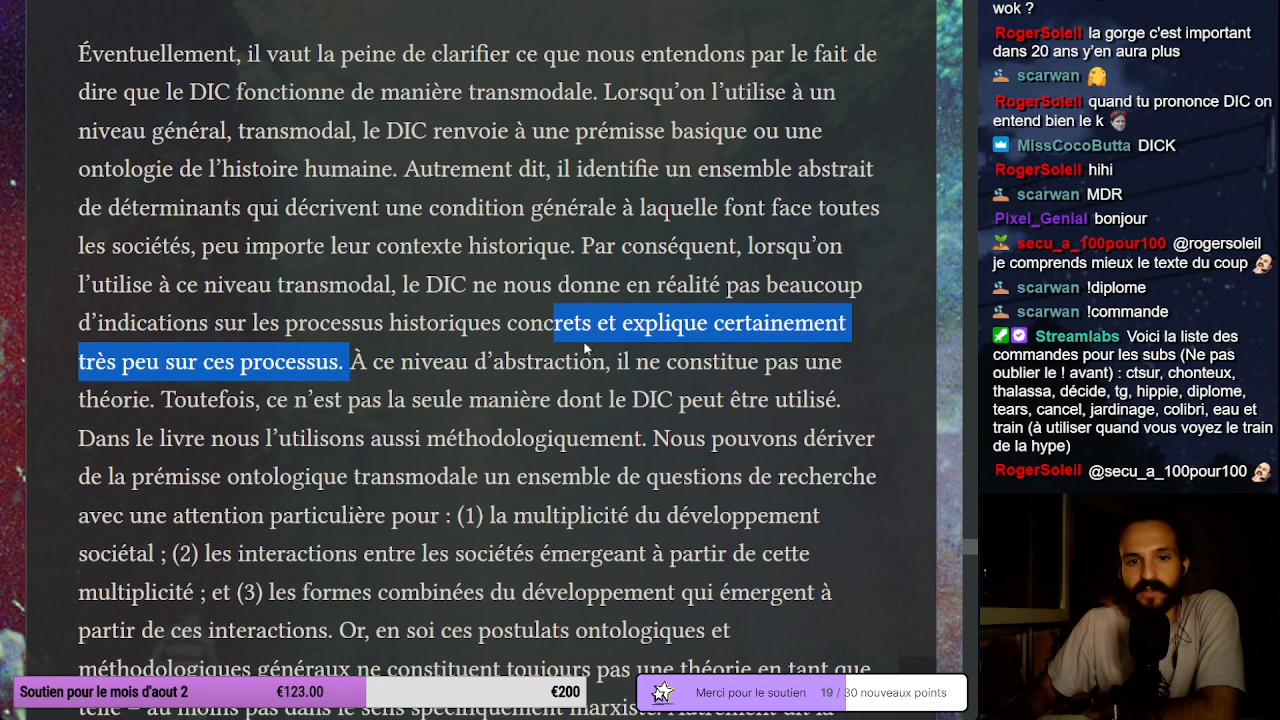 Éventuellement, il vaut la peine de clarifier ce que nous entendons par le fait de
dire que le DIC fonctionne de manière transmodale. Lorsqu’on l’utilise à un
niveau général, transmodal, le DIC renvoie à une prémisse basique ou une
ontologie de l’histoire humaine. Autrement dit, il identifie un ensemble abstrait
de déterminants qui décrivent une condition générale à laquelle font face toutes
les sociétés, peu importe leur contexte historique. Par conséquent, lorsqu’on
l’utilise à ce niveau transmodal, le DIC ne nous donne en réalité pas beaucoup
d’indications sur les processus historiques concrets et explique certainement
très peu sur ces processus. À ce niveau d’abstraction, il ne constitue pas une
théorie. Toutefois, ce n’est pas la seule manière dont le DIC peut être utilisé.
Dans le livre nous l’utilisons aussi méthodologiquement. Nous pouvons dériver
de la prémisse ontologique transmodale un ensemble de questions de recherche
avec une attention particulière pour : (1) la multiplicité du développement
sociétal ; (2) les interactions entre les sociétés émergeant à partir de cette
multiplicité ; et (3) les formes combinées du développement qui émergent à
partir de ces interactions. Or, en soi ces postulats ontologiques et
méthodologiques généraux ne constituent toujours pas une théorie en tant que
wok ?
RogerSoleil la gorge c'est important
dans 20 ans y'en aura plus
scarwan
RogerSoleil quand tu prononce DIC on
entend bien le k
MissCocoButta DICK
RogerSoleil hihi
scarwan MDR
Pixel_Genial bonjour
secu_a_100pour100 @rogersoleil
je comprends mieux le texte du coup
scarwan !diplome
scarwan !commande
Streamlabs Voici la liste des
commandes pour les subs (Ne pas
oublier le ! avant) : ctsur, chonteux,
thalassa, décide, tg, hippie, diplome,
tears, cancel, jardinage, colibri, eau et
train (à utiliser quand vous voyez le train
de la hype)
RogerSoleil @secu_a_100pour100
Soutien pour le mois d'aout 2 €123.00 €200
Merci pour le soutien 19 / 30 nouveaux points